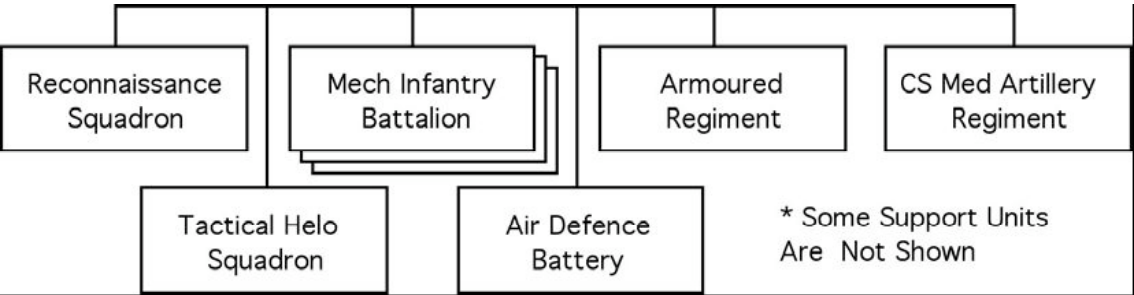 Reconnaissance
Squadron
Mech Infantry
Battalion
Armoured
Regiment
CS Med Artillery
Regiment
Tactical Helo
Squadron
Air Defence
Battery
* Some Support Units
Are Not Shown